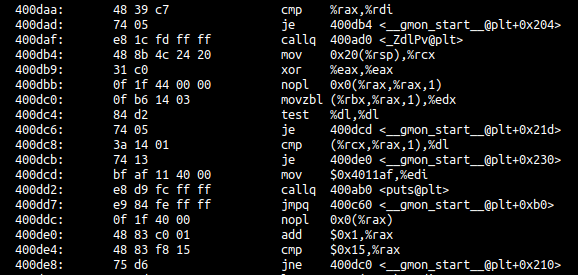 400daa: 48 39 c7 cmp %rax,%rdi
400dad: 74 05 je 400db4 <__gmon_start__@plt+0x204>
400daf: e8 1c fd ff ff callq 400ad0 <_ZdlPv@plt>
400db4: 48 8b 4c 24 20 mov 0x20(%rsp),%rcx
400db9: 31 c0 xor %eax,%eax
400dbb: 0f 1f 44 00 00 nopl 0x0(%rax,%rax,1)
400dc0: 0f b6 14 03 movzbl (%rbx,%rax,1),%edx
400dc4: 84 d2 test %dl,%dl
400dc6: 74 05 je 400dcd <__gmon_start__@plt+0x21d>
400dc8: 3a 14 01 cmp (%rcx,%rax,1),%dl
400dcb: 74 13 je 400de0 <__gmon_start__@plt+0x230>
400dcd: bf af 11 40 00 mov $0x4011af,%edi
400dd2: e8 d9 fc ff ff callq 400ab0 <puts@plt>
400dd7: e9 84 fe ff ff jmpq 400c60 <__gmon_start__@plt+0xb0>
400ddc: 0f 1f 40 00 nopl 0x0(%rax)
400de0: 48 83 c0 01 add $0x1,%rax
400de4: 48 83 f8 15 cmp $0x15,%rax
400de8: 75 d6 jne 400dc0 <__gmon_start__@plt+0x210>